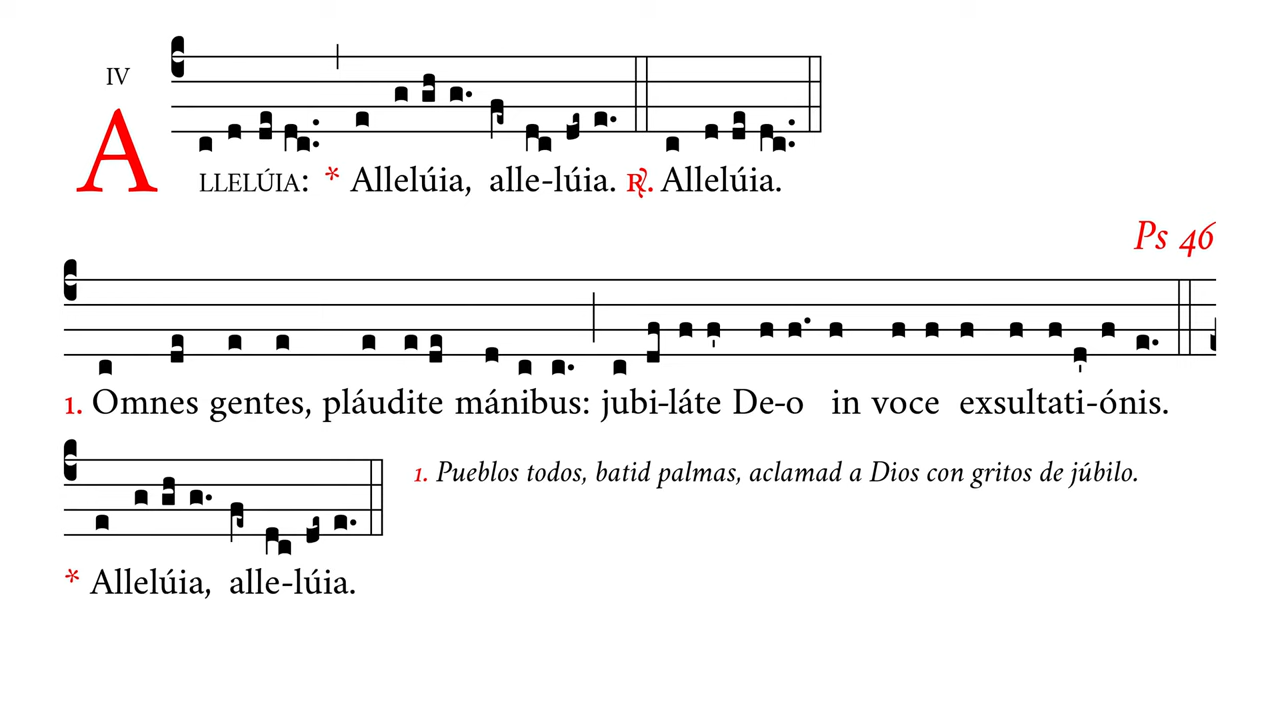 IV
ALLELÚIA: * Allelúia, alle-lúia. ℟. Allelúia.
Ps 46
1. Omnes gentes, pláudite mánibus: jubi-láte De-o in voce exsultati-ónis.
1. Pueblos todos, batid palmas, aclamad a Dios con gritos de júbilo.
* Allelúia, alle-lúia.